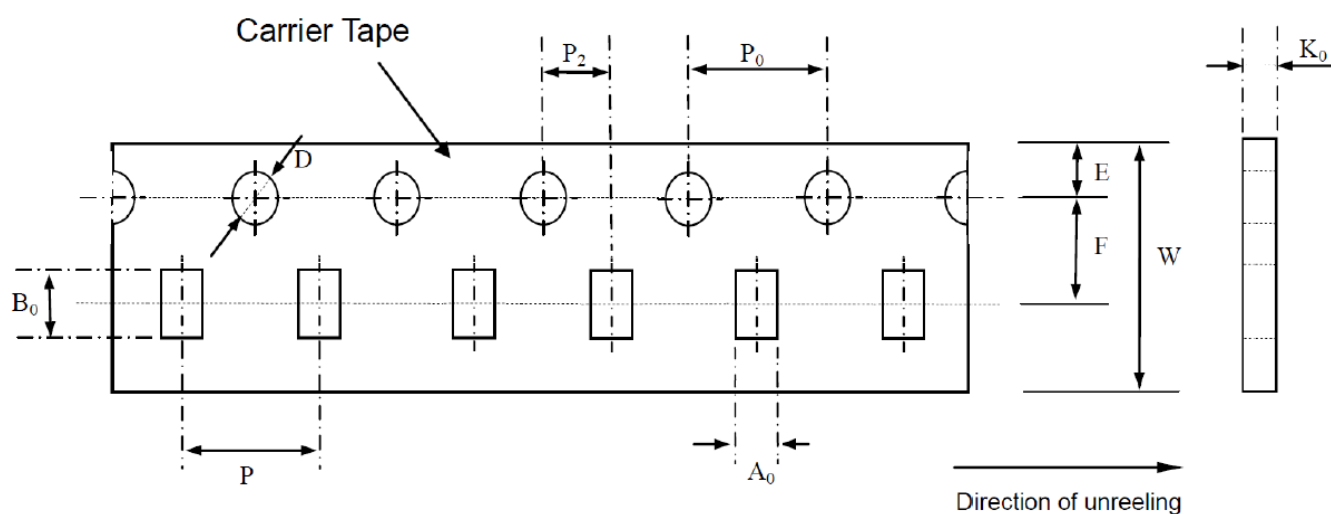 Carrier Tape
P₂
P₀
K₀
D
E
F
W
B₀
P
A₀
Direction of unreeling